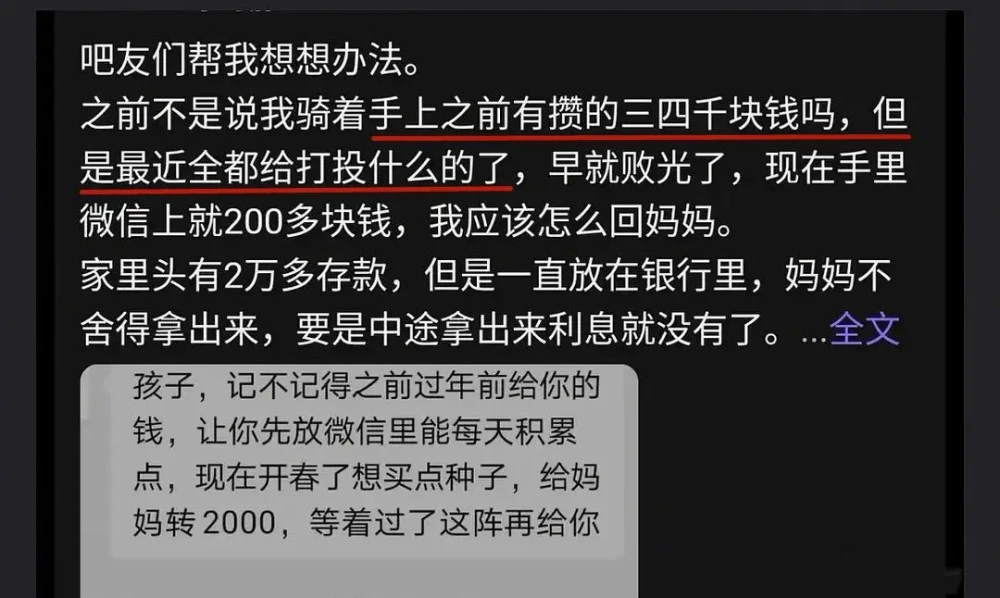 吧友们帮我想想办法。
之前不是说我骑着手上之前有攒的三四千块钱吗，但
是最近全都给打投什么的了，早就败光了，现在手里
微信上就200多块钱，我应该怎么回妈妈。
家里头有2万多存款，但是一直放在银行里，妈妈不
舍得拿出来，要是中途拿出来利息就没有了。...全文
孩子，记不记得之前过年前给你的
钱，让你先放微信里能每天积累
点，现在开春了想买点种子，给妈
妈转2000，等着过了这阵再给你